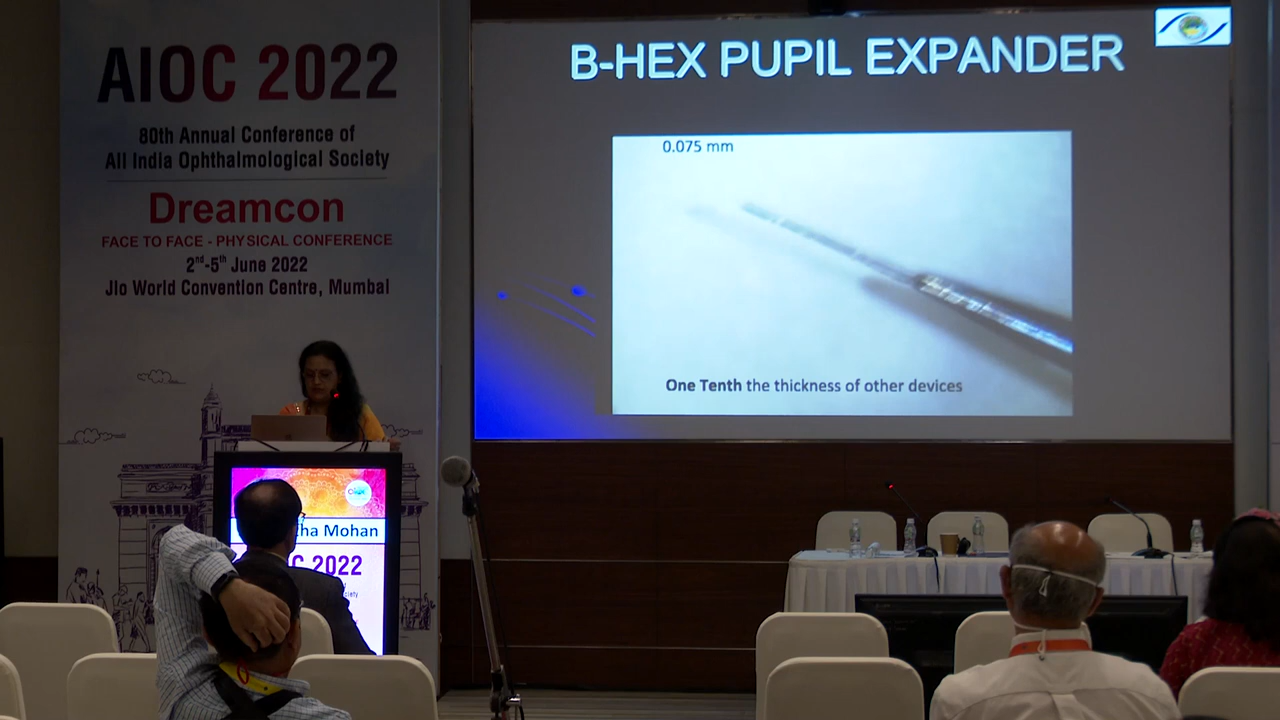 AIOC 2022
80th Annual Conference of
All India Ophthalmological Society
Dreamcon
FACE TO FACE - PHYSICAL CONFERENCE
2nd-5th June 2022
Jio World Convention Centre, Mumbai
B-HEX PUPIL EXPANDER
0.075 mm
One Tenth the thickness of other devices
tha Mohan
C 2022